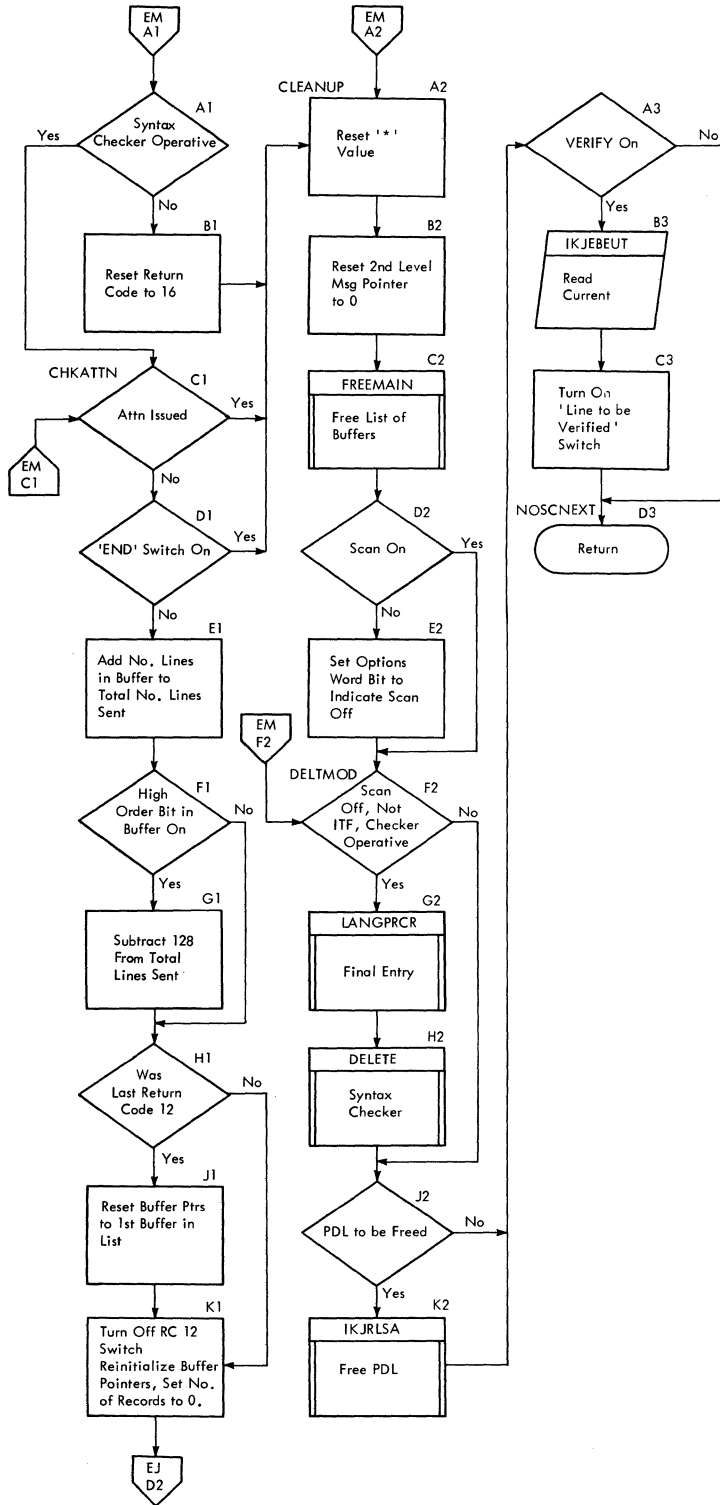 EM
A1
A1
Syntax
Checker Operative
Yes
No
B1
Reset Return
Code to 16
CHKATTN
C1
Attn Issued
Yes
EM
C1
No
D1
'END' Switch On
Yes
No
E1
Add No. Lines
in Buffer to
Total No. Lines
Sent
F1
High
Order Bit in
Buffer On
No
Yes
G1
Subtract 128
From Total
Lines Sent
H1
Was
Last Return
Code 12
No
Yes
J1
Reset Buffer Ptrs
to 1st Buffer in
List
K1
Turn Off RC 12
Switch
Reinitialize Buffer
Pointers, Set No.
of Records to 0.
EJ
D2
EM
A2
CLEANUP
A2
Reset '*'
Value
B2
Reset 2nd Level
Msg Pointer
to 0
C2
FREEMAIN
Free List of
Buffers
D2
Scan On
Yes
No
E2
Set Options
Word Bit to
Indicate Scan
Off
EM
F2
DELTMOD
F2
Scan
Off, Not
ITF, Checker
Operative
No
Yes
G2
LANGPRCR
Final Entry
H2
DELETE
Syntax
Checker
J2
PDL to be Freed
No
Yes
K2
IKJRLSA
Free PDL
A3
VERIFY On
No
Yes
B3
IKJEBEUT
Read
Current
C3
Turn On
'Line to be
Verified'
Switch
NOSCNEXT
D3
Return